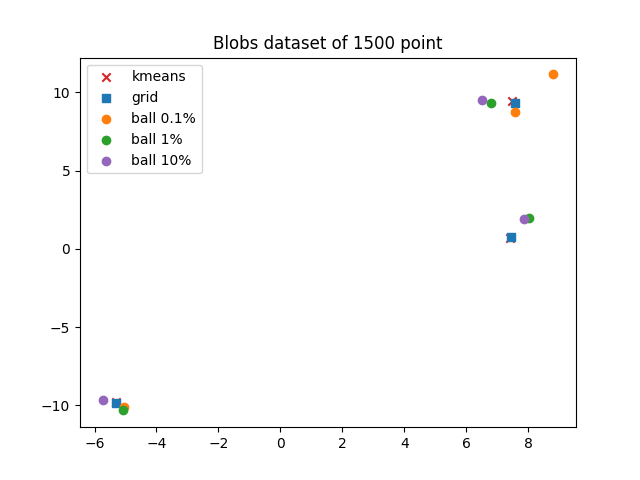 Blobs dataset of 1500 point
kmeans
grid
ball 0.1%
ball 1%
ball 10%
10
5
0
−5
−10
−6 −4 −2 0 2 4 6 8